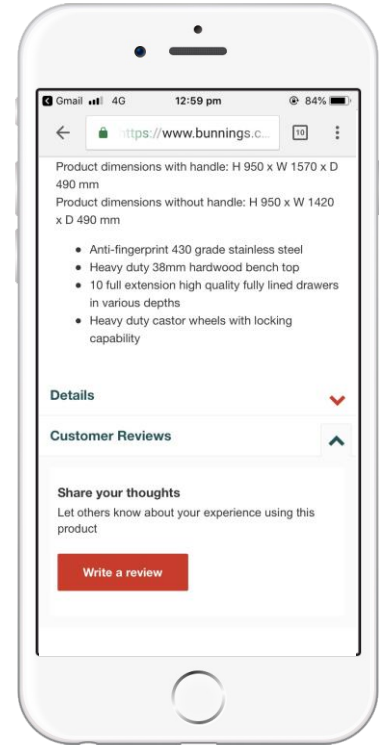 Gmail 4G 12:59 pm 84%
https://www.bunnings.c... 10
Product dimensions with handle: H 950 x W 1570 x D
490 mm
Product dimensions without handle: H 950 x W 1420
x D 490 mm
• Anti-fingerprint 430 grade stainless steel
• Heavy duty 38mm hardwood bench top
• 10 full extension high quality fully lined drawers
in various depths
• Heavy duty castor wheels with locking
capability
Details
Customer Reviews
Share your thoughts
Let others know about your experience using this
product
Write a review